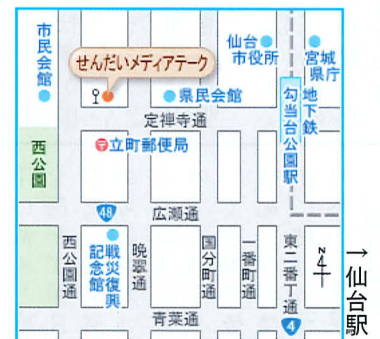 市民会館
せんだいメディアテーク
仙台
市役所
宮城
県庁
県民会館
地下鉄
勾当台公園駅
定禅寺通
立町郵便局
西公園
48
広瀬通
西公園通
戦災復興
記念館
晩翠通
国分町通
一番町通
東二番丁通
4
→仙台駅
青葉通
4